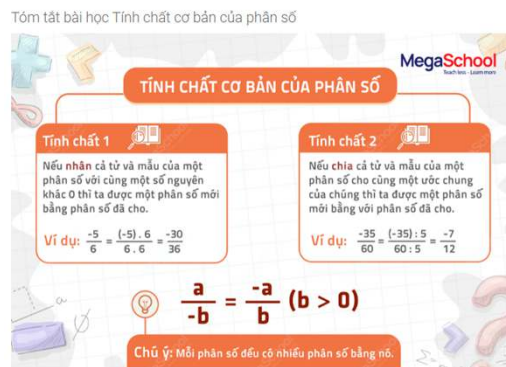 Tóm tắt bài học Tính chất cơ bản của phân số
MegaSchool
Teach less - Learn more
TÍNH CHẤT CƠ BẢN CỦA PHÂN SỐ
Tính chất 1
Nếu nhân cả tử và mẫu của một
phân số với cùng một số nguyên
khác 0 thì ta được một phân số mới
bằng phân số đã cho.
Ví dụ: -5/6 = (-5) . 6 / 6 . 6 = -30/36
Tính chất 2
Nếu chia cả tử và mẫu của một
phân số cho cùng một ước chung
của chúng thì ta được một phân số
mới bằng với phân số đã cho.
Ví dụ: -35/60 = (-35) : 5 / 60 : 5 = -7/12
a/-b = -a/b (b > 0)
Chú ý: Mỗi phân số đều có nhiều phân số bằng nó.